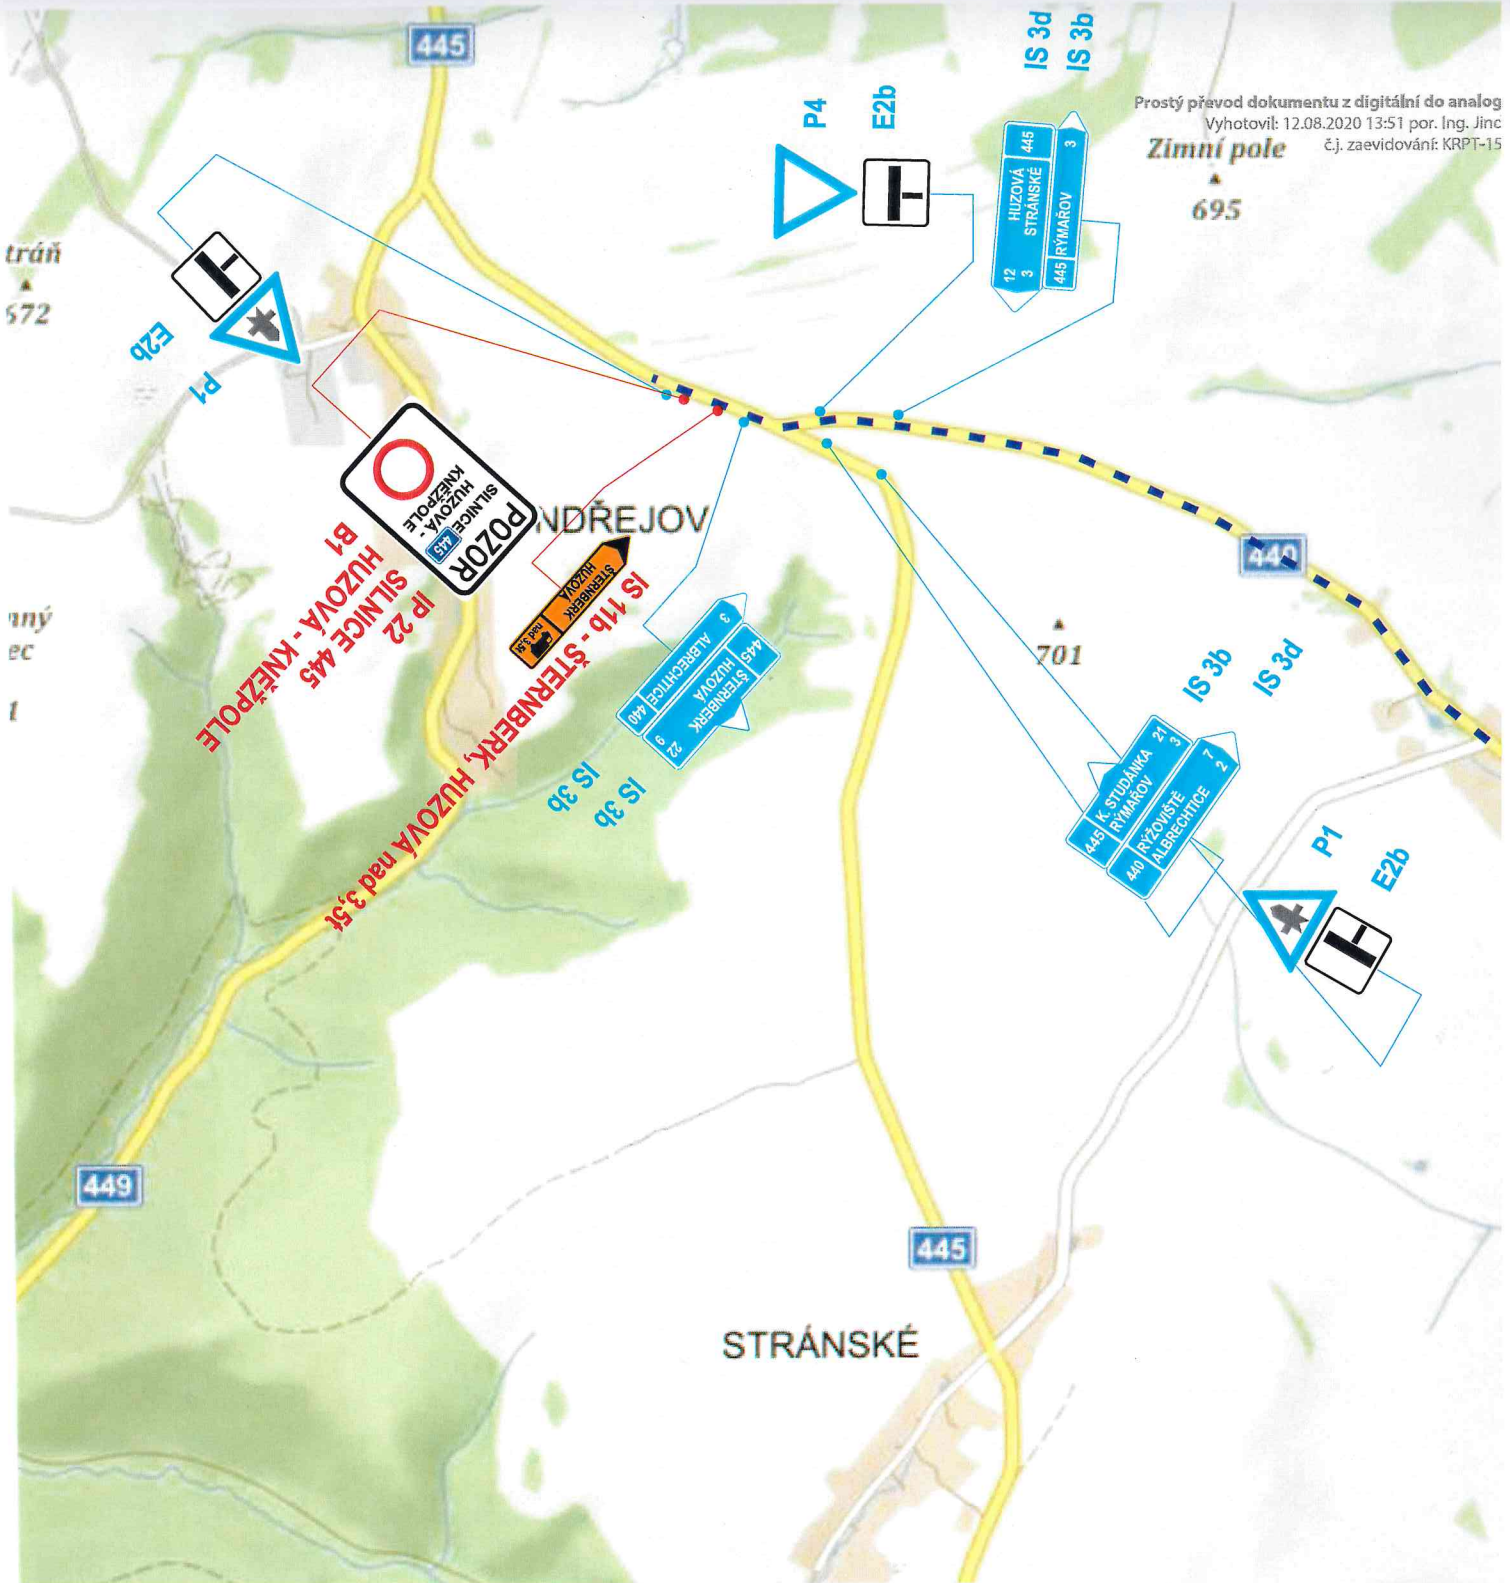 445
IS 3d
IS 3b
P4
E2b
Prostý převod dokumentu z digitální do analog
Vyhotovil: 12.08.2020 13:51 por. Ing. Jinc
č.j. zaevidování: KRPT-15
Zimní pole
695
12 HUZOVÁ 445
3 STRÁNSKÉ
445 RÝMAŘOV 3
tráň
672
E2b
P1
POZOR
SILNICE 445
HUZOVÁ -
KNĚŽPOLE
NDŘEJOV
IP 22
SILNICE 445
HUZOVÁ - KNĚŽPOLE
B1
ŠTERNBERK
HUZOVÁ
nad 3,5t
IS 11b - ŠTERNBERK, HUZOVÁ nad 3,5t
440 ALBRECHTICE 3
445 ŠTERNBERK 22
HUZOVÁ 9
IS 3b
IS 3b
440
701
IS 3b
IS 3d
445 K. STUDÁNKA 21
RÝMAŘOV 3
440 RÝŽOVIŠTĚ 7
ALBRECHTICE 2
P1
E2b
ec
449
445
STRÁNSKÉ